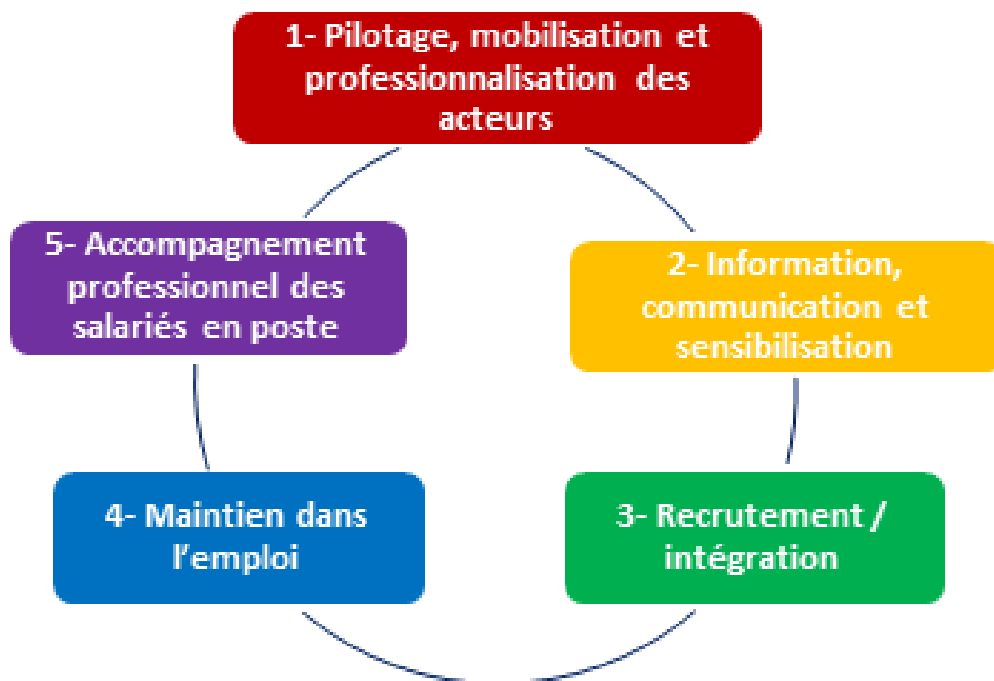 1- Pilotage, mobilisation et
professionnalisation des
acteurs
2- Information,
communication et
sensibilisation
3- Recrutement /
intégration
4- Maintien dans
l'emploi
5- Accompagnement
professionnel des
salariés en poste